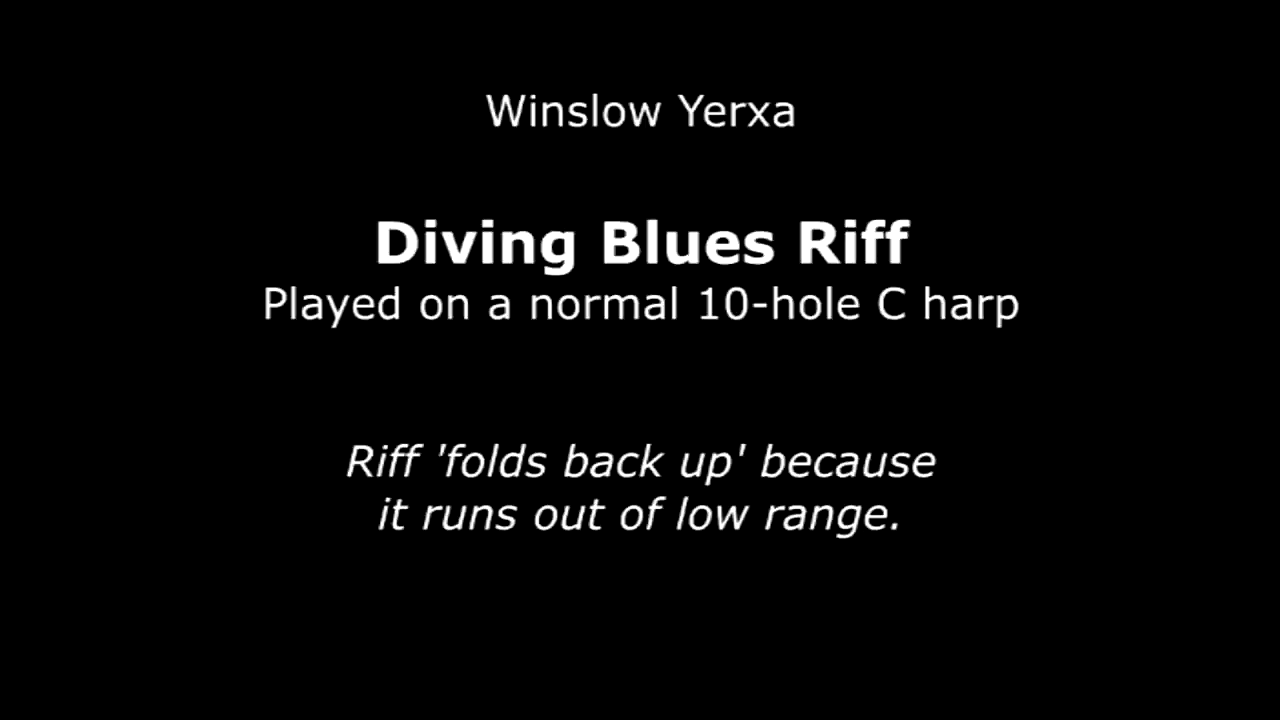 Winslow Yerxa
Diving Blues Riff
Played on a normal 10-hole C harp
Riff 'folds back up' because
it runs out of low range.